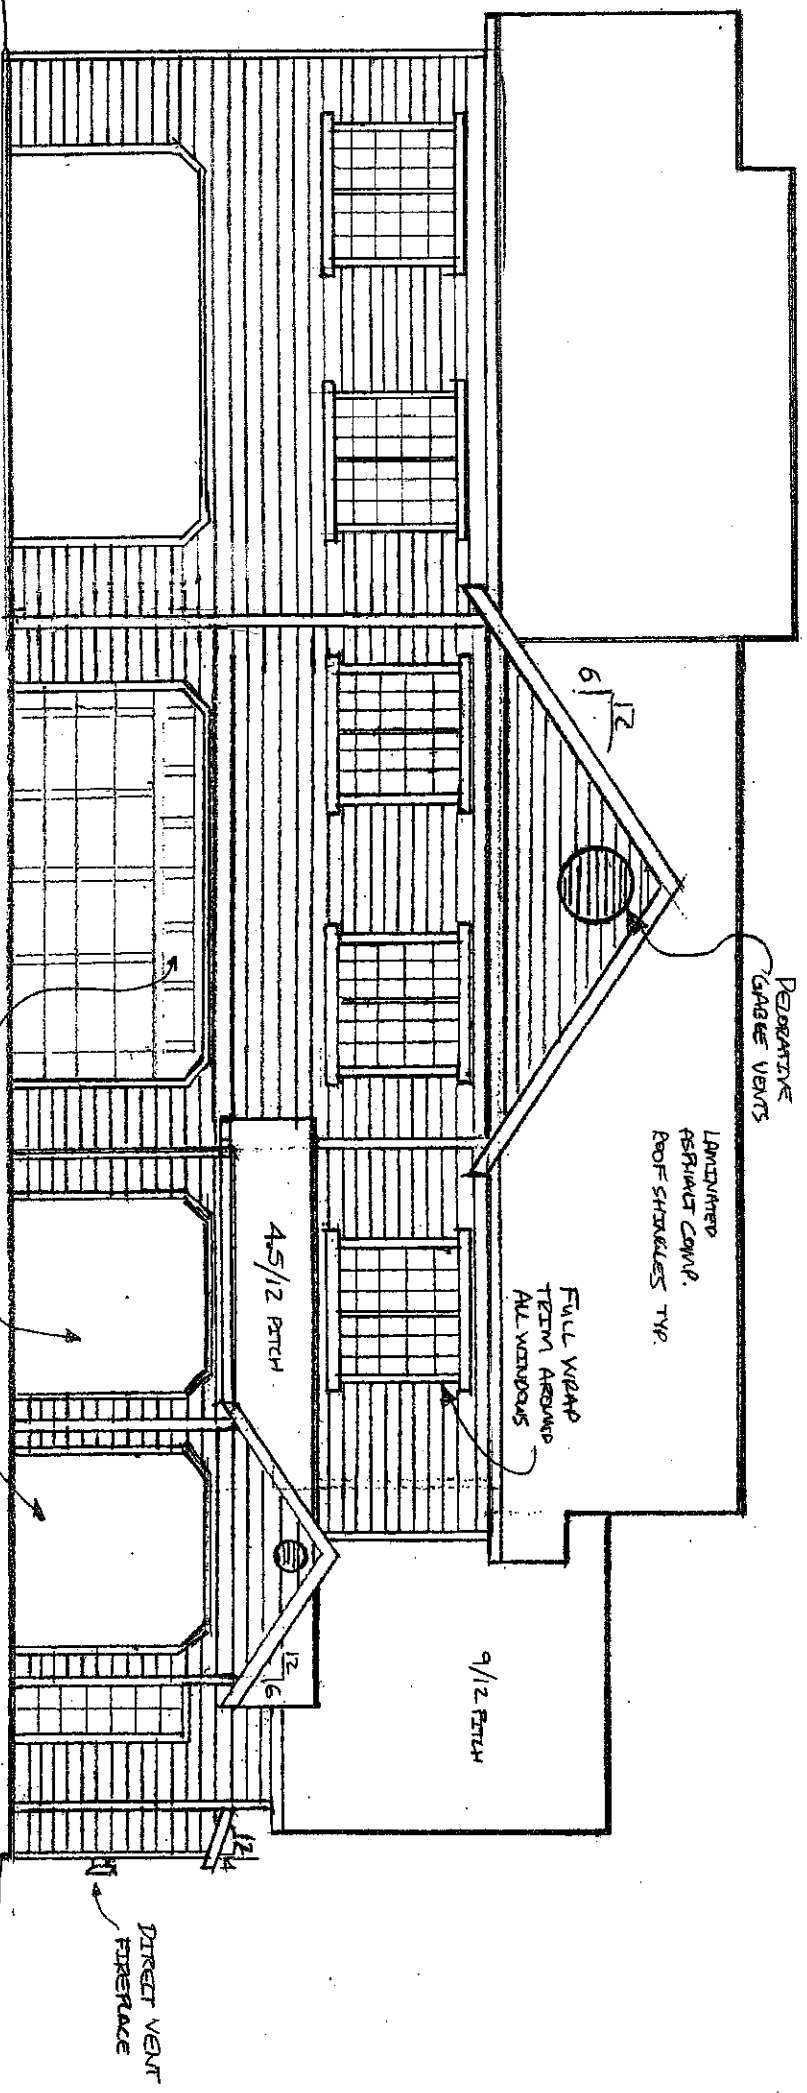 DECORATIVE
GABLE VENTS
LAMINATED
ASPHALT COMP.
ROOF SHINGLES TYP.
12
6
FULL WRAP
TRIM AROUND
ALL WINDOWS
9/12 PITCH
4.5/12 PITCH
12
6
12
4
DIRECT VENT
FIREPLACE